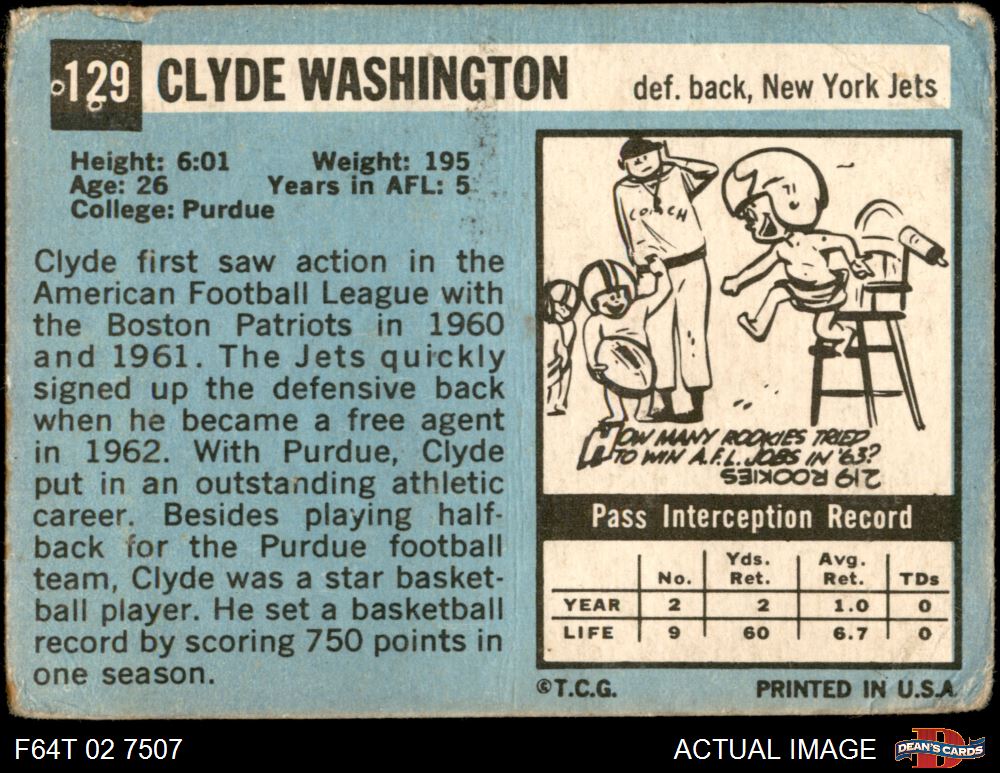 129 CLYDE WASHINGTON def. back, New York Jets
Height: 6:01 Weight: 195
Age: 26 Years in AFL: 5
College: Purdue
Clyde first saw action in the
American Football League with
the Boston Patriots in 1960
and 1961. The Jets quickly
signed up the defensive back
when he became a free agent
in 1962. With Purdue, Clyde
put in an outstanding athletic
career. Besides playing half-
back for the Purdue football
team, Clyde was a star basket-
ball player. He set a basketball
record by scoring 750 points in
one season.
COACH
HOW MANY ROOKIES TRIED
TO WIN A.F.L. JOBS IN '63?
219 ROOKIES
Pass Interception Record
No. Yds. Ret. Avg. Ret. TDs
YEAR 2 2 1.0 0
LIFE 9 60 6.7 0
©T.C.G. PRINTED IN U.S.A.
F64T 02 7507 ACTUAL IMAGE DEAN'S CARDS